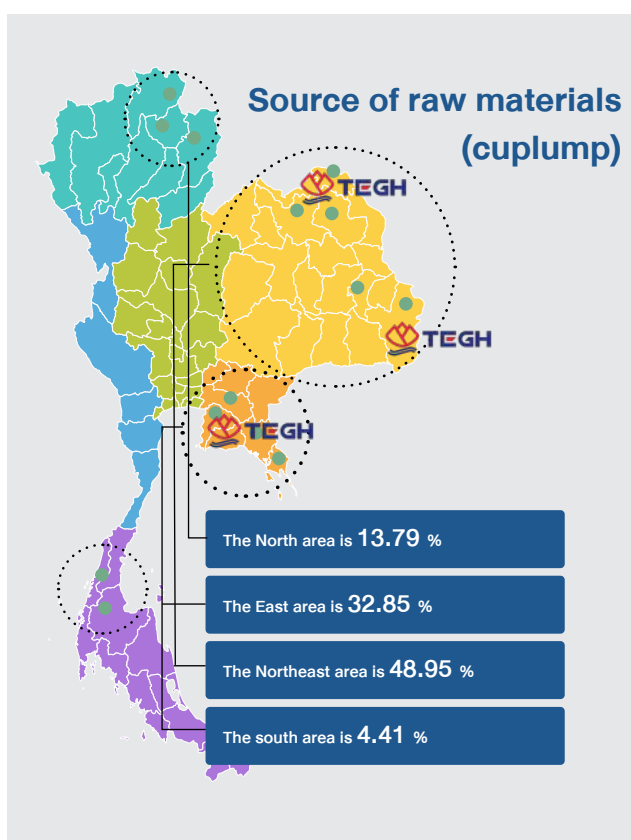 Source of raw materials
(cuplump)
TEGH
TEGH
TEGH
The North area is 13.79 %
The East area is 32.85 %
The Northeast area is 48.95 %
The south area is 4.41 %